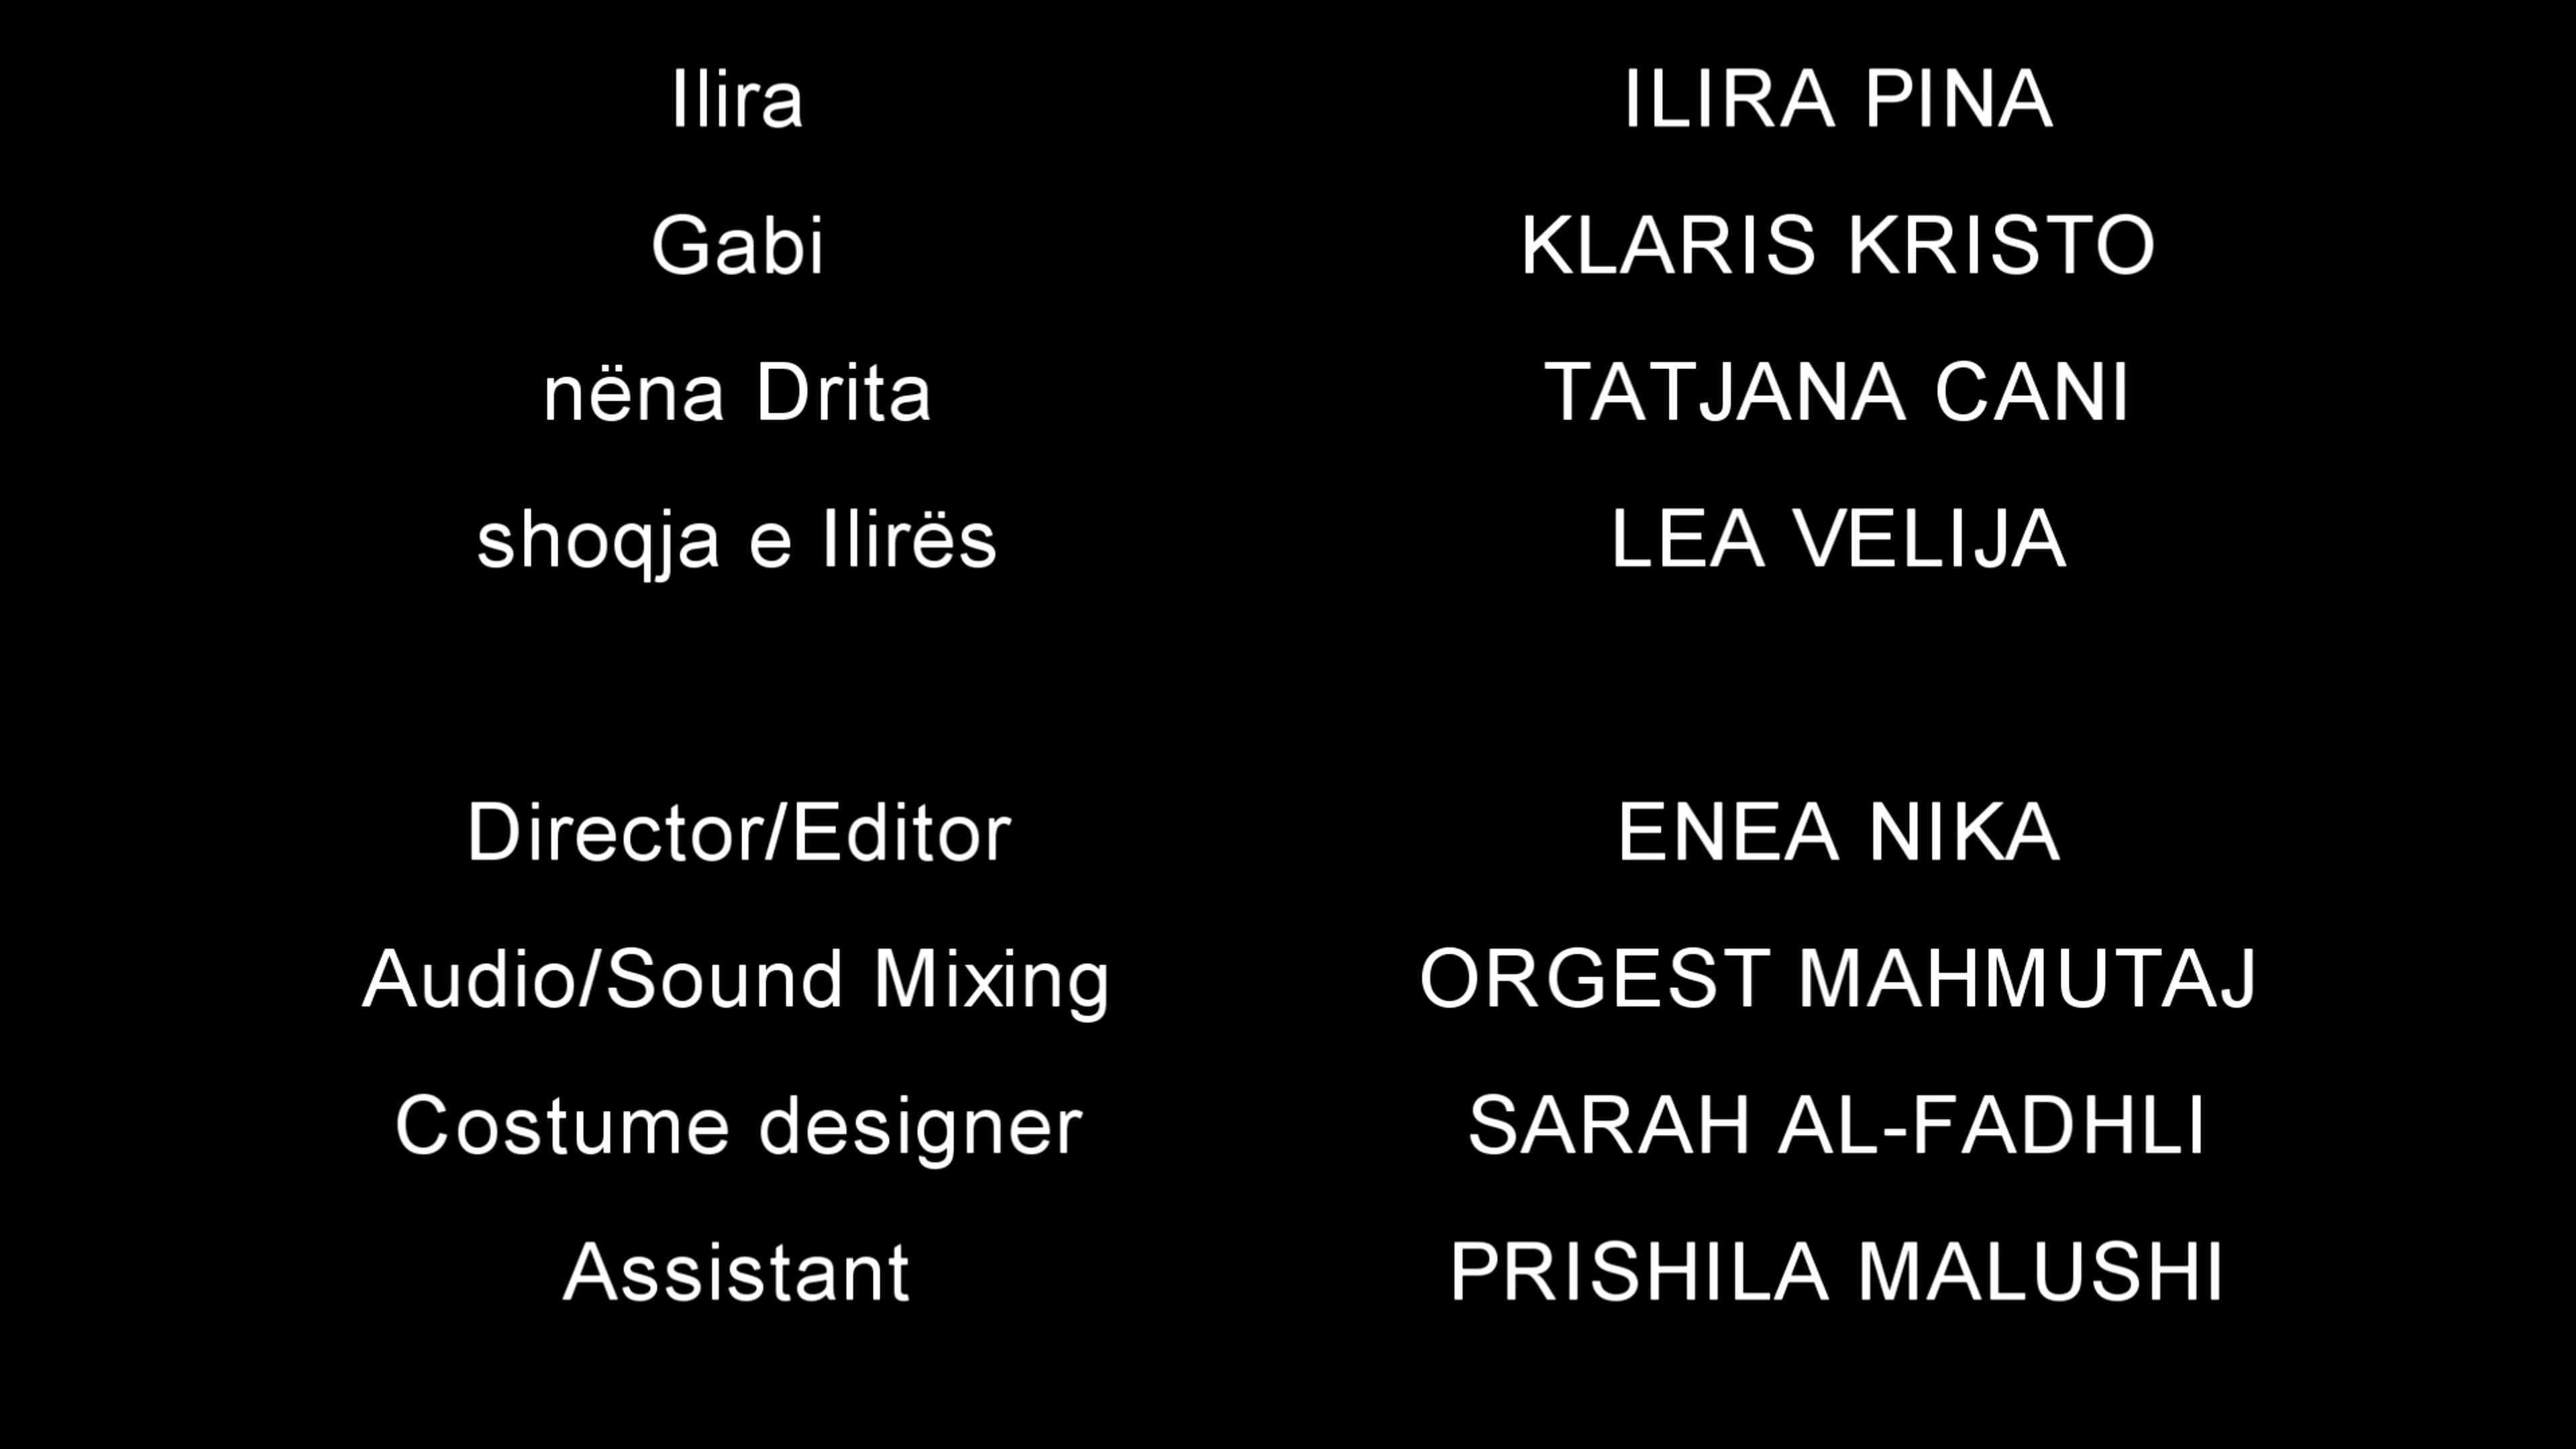 Ilira ILIRA PINA
Gabi KLARIS KRISTO
nëna Drita TATJANA CANI
shoqja e Ilirës LEA VELIJA
Director/Editor ENEA NIKA
Audio/Sound Mixing ORGEST MAHMUTAJ
Costume designer SARAH AL-FADHLI
Assistant PRISHILA MALUSHI